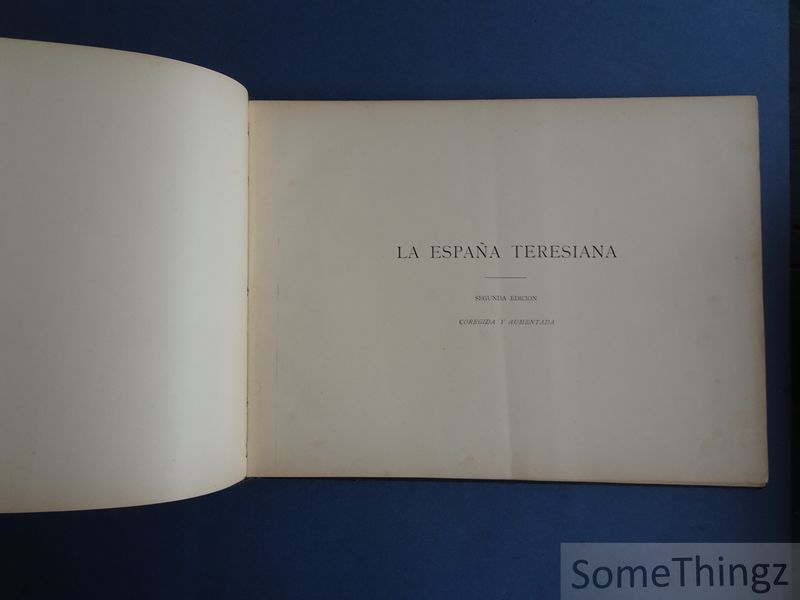 LA ESPAÑA TERESIANA
SEGUNDA EDICION
COREGIDA Y AUMENTADA
SomeThingz